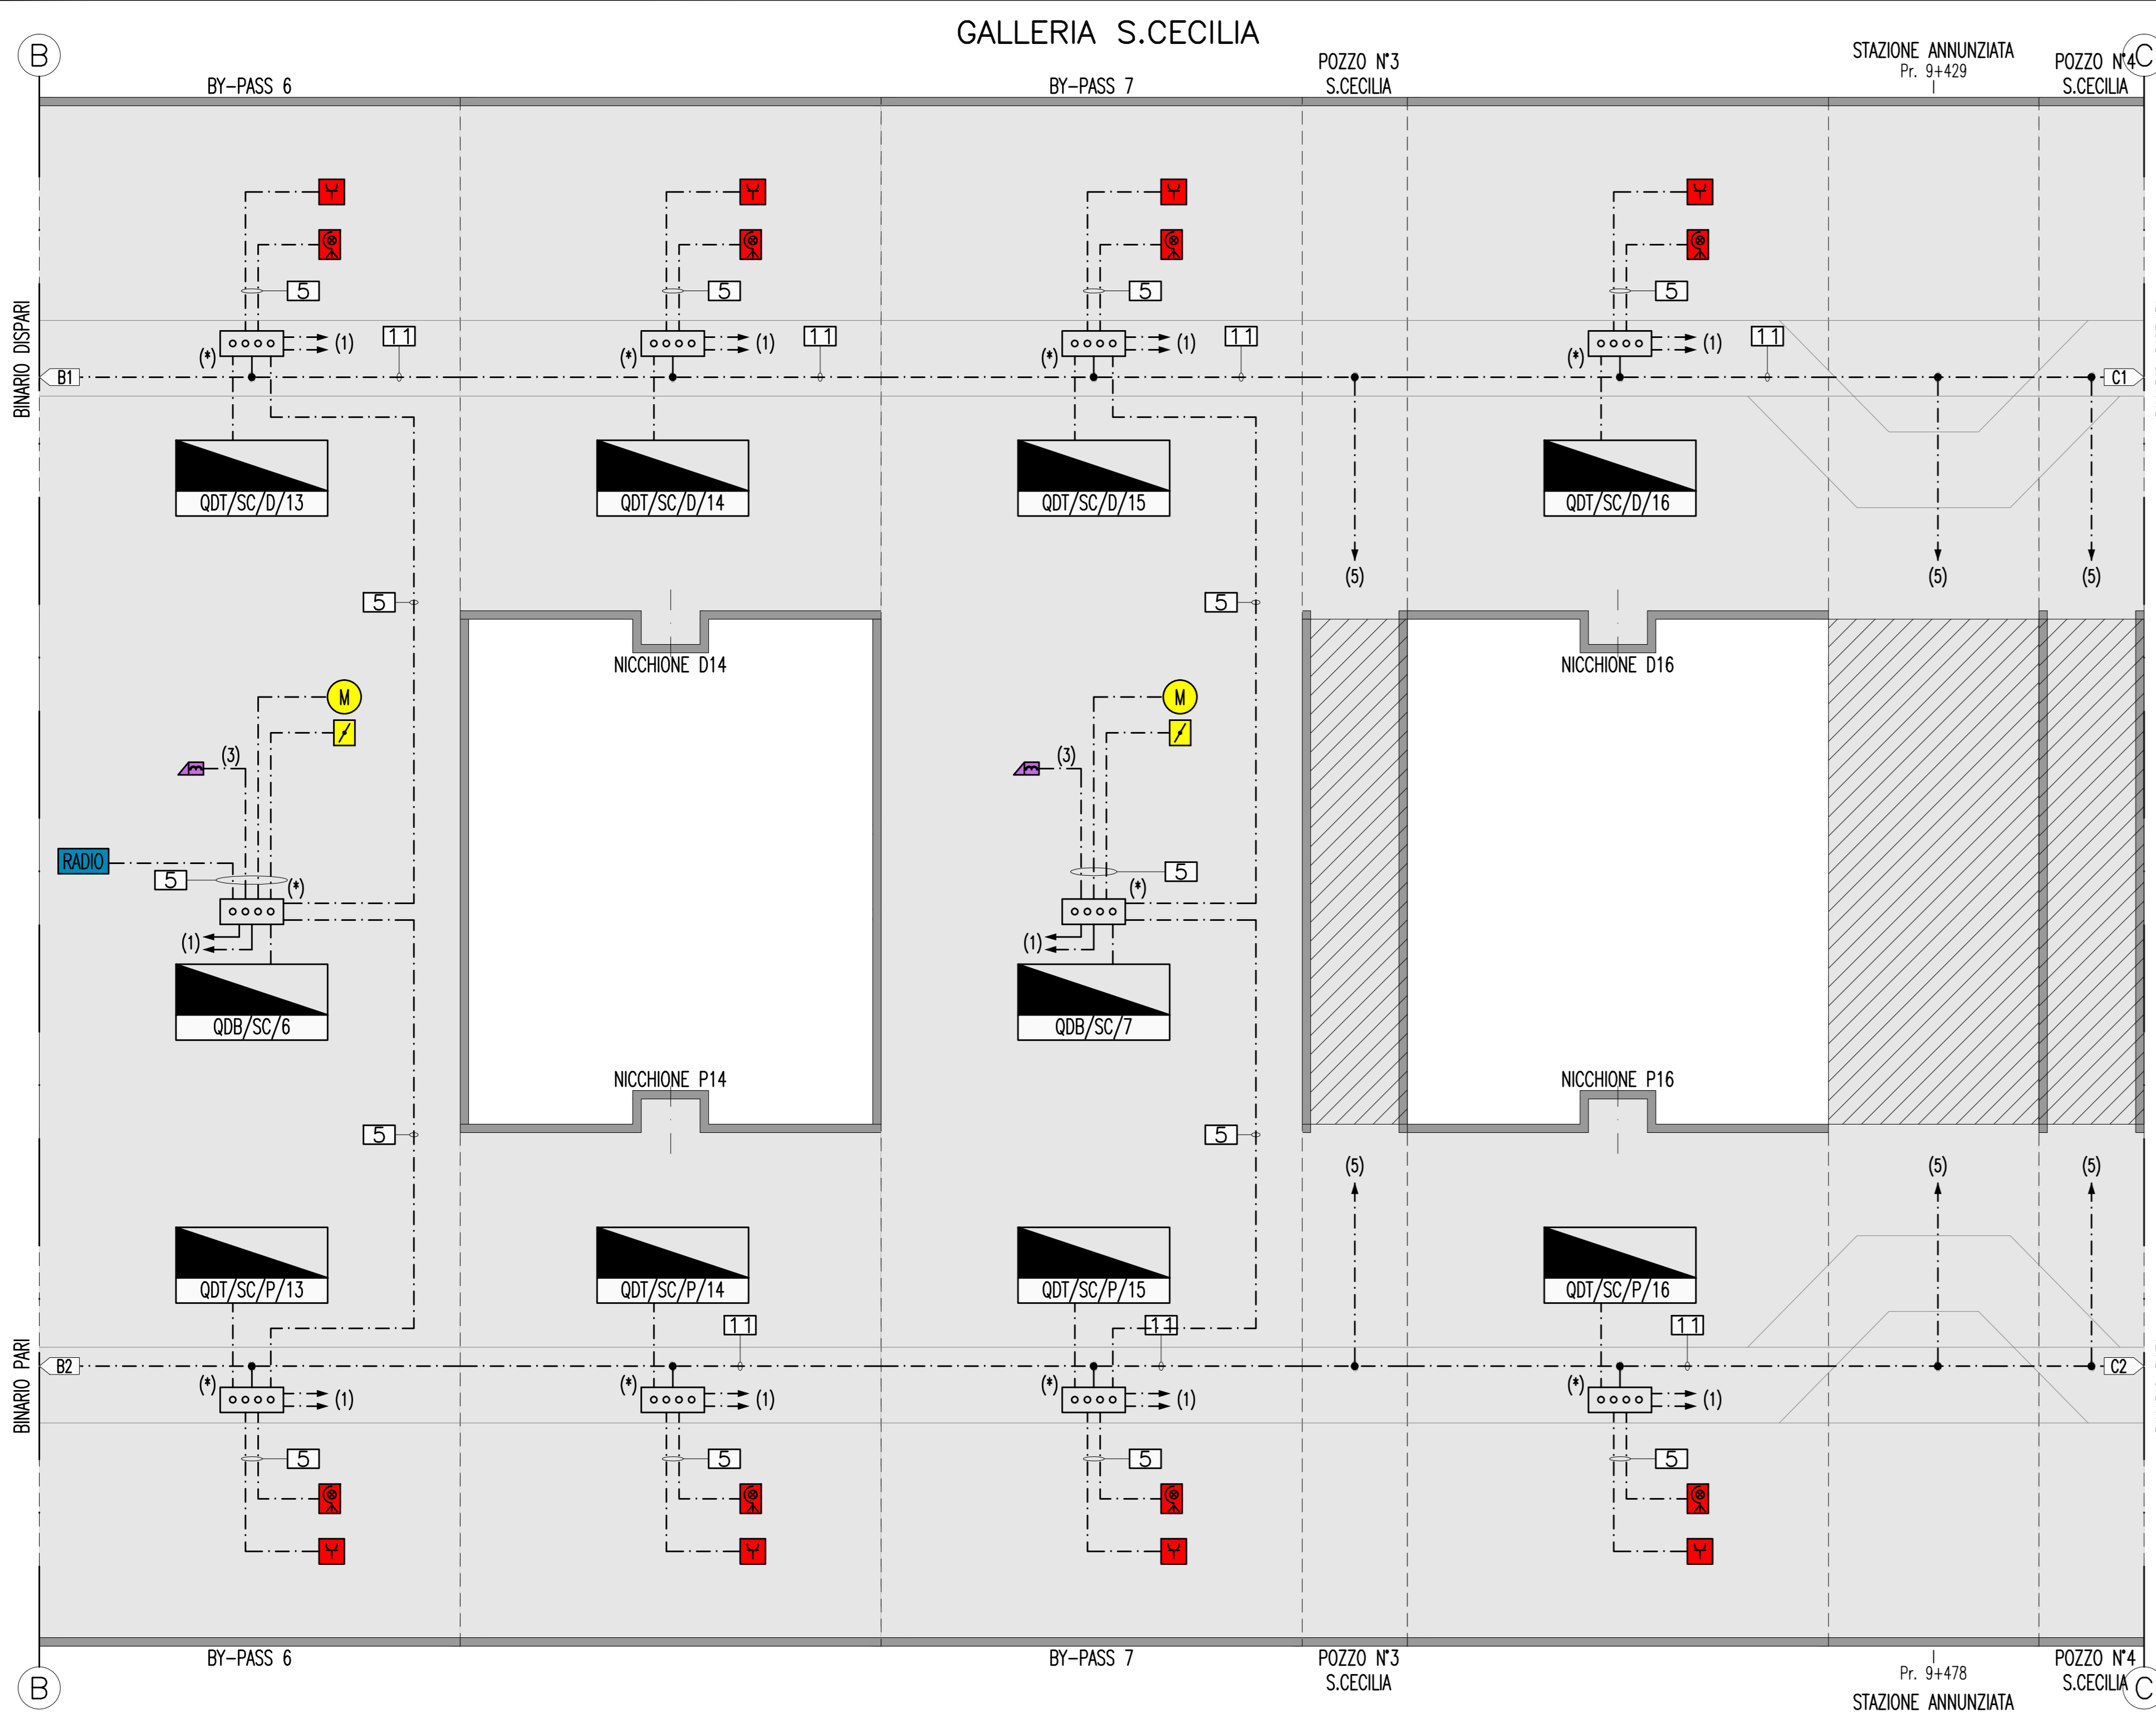 GALLERIA S.CECILIA
B
BY-PASS 6
BY-PASS 7
POZZO N°3
S.CECILIA
STAZIONE ANNUNZIATA
Pr. 9+429
POZZO N°4
S.CECILIA
C
5
5
5
5
BINARIO DISPARI
(*)
(1)
11
(*)
(1)
11
(*)
(1)
11
(*)
(1)
11
B1
C1
QDT/SC/D/13
QDT/SC/D/14
QDT/SC/D/15
QDT/SC/D/16
(5)
(5)
(5)
5
5
NICCHIONE D14
NICCHIONE D16
M
M
(3)
(3)
RADIO
5
(*)
5
(*)
(1)
(1)
QDB/SC/6
QDB/SC/7
NICCHIONE P14
NICCHIONE P16
5
5
(5)
(5)
(5)
QDT/SC/P/13
QDT/SC/P/14
QDT/SC/P/15
QDT/SC/P/16
11
11
11
BINARIO PARI
B2
C2
(*)
(1)
(*)
(1)
(*)
(1)
(*)
(1)
5
5
5
5
BY-PASS 6
BY-PASS 7
POZZO N°3
S.CECILIA
Pr. 9+478
STAZIONE ANNUNZIATA
POZZO N°4
S.CECILIA
B
C